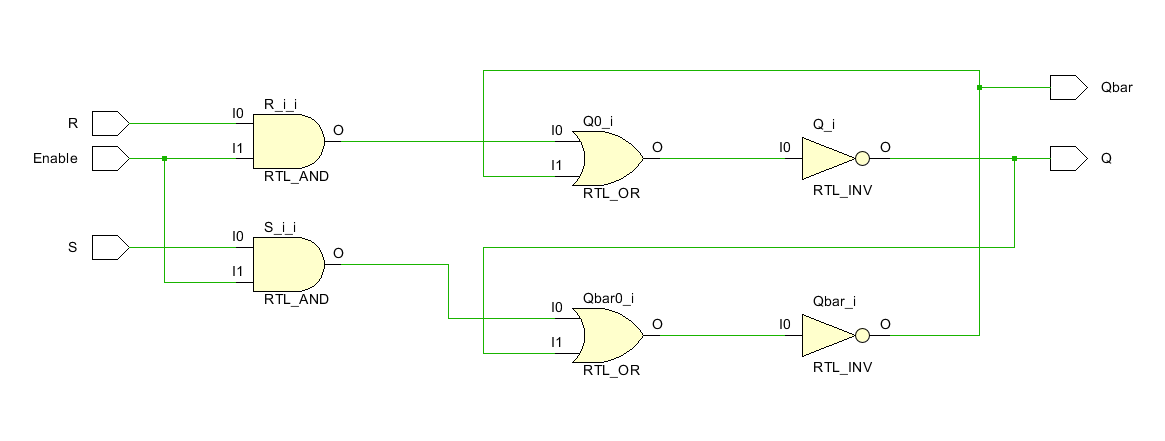 R_i_i
Qbar
I0
O
Q0_i
Q_i
R
I1
I0
O
I0
O
Enable
RTL_AND
I1
RTL_OR
RTL_INV
Q
S_i_i
S
I0
O
I1
RTL_AND
Qbar0_i
Qbar_i
I0
O
I0
O
I1
RTL_OR
RTL_INV